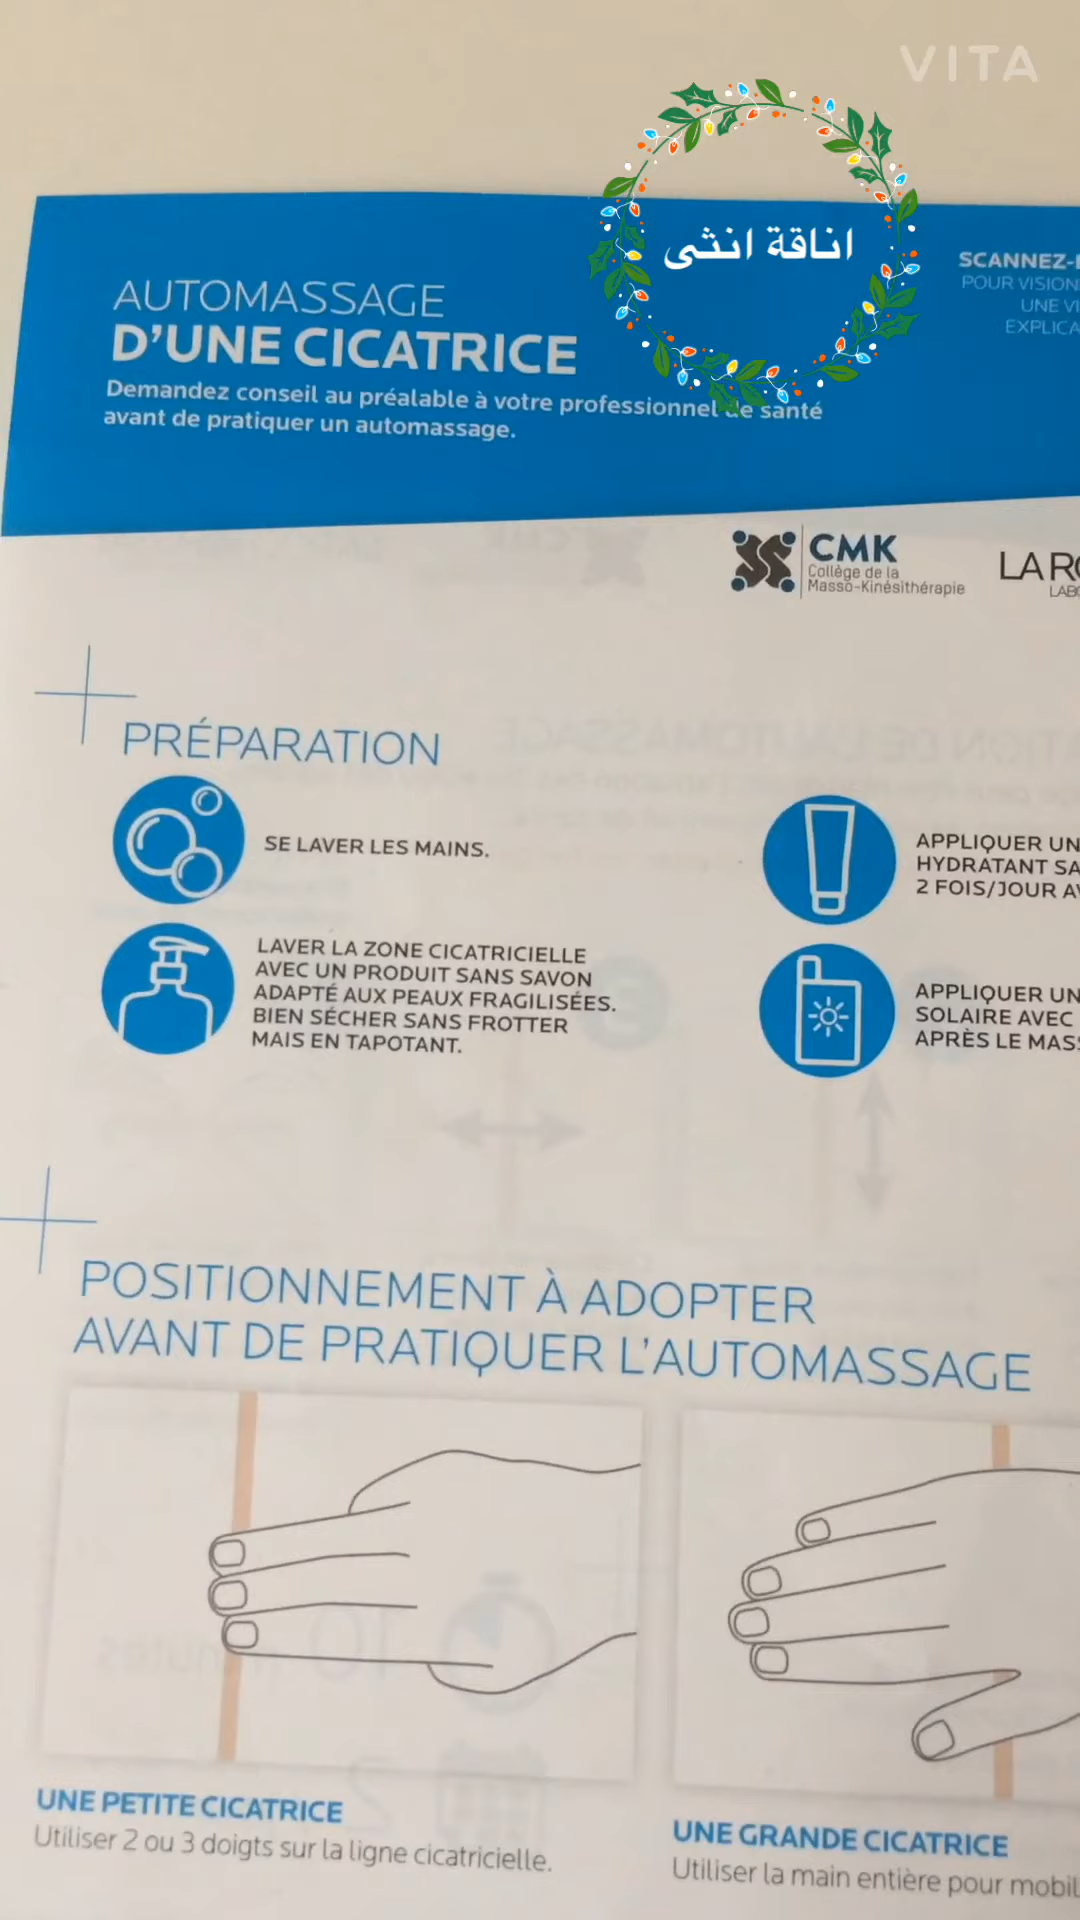 VITA
اناقة انثى
AUTOMASSAGE
D'UNE CICATRICE
Demandez conseil au préalable à votre professionnel de santé
avant de pratiquer un automassage.
SCANNEZ-
POUR VISION
UNE VI
EXPLICA
CMK
Collège de la
Masso-Kinésithérapie
LA RO
LABO
PRÉPARATION
SE LAVER LES MAINS.
LAVER LA ZONE CICATRICIELLE
AVEC UN PRODUIT SANS SAVON
ADAPTÉ AUX PEAUX FRAGILISÉES.
BIEN SÉCHER SANS FROTTER
MAIS EN TAPOTANT.
APPLIQUER UN
HYDRATANT SA
2 FOIS/JOUR AV
APPLIQUER UN
SOLAIRE AVEC
APRÈS LE MASS
POSITIONNEMENT À ADOPTER
AVANT DE PRATIQUER L'AUTOMASSAGE
UNE PETITE CICATRICE
Utiliser 2 ou 3 doigts sur la ligne cicatricielle.
UNE GRANDE CICATRICE
Utiliser la main entière pour mobil